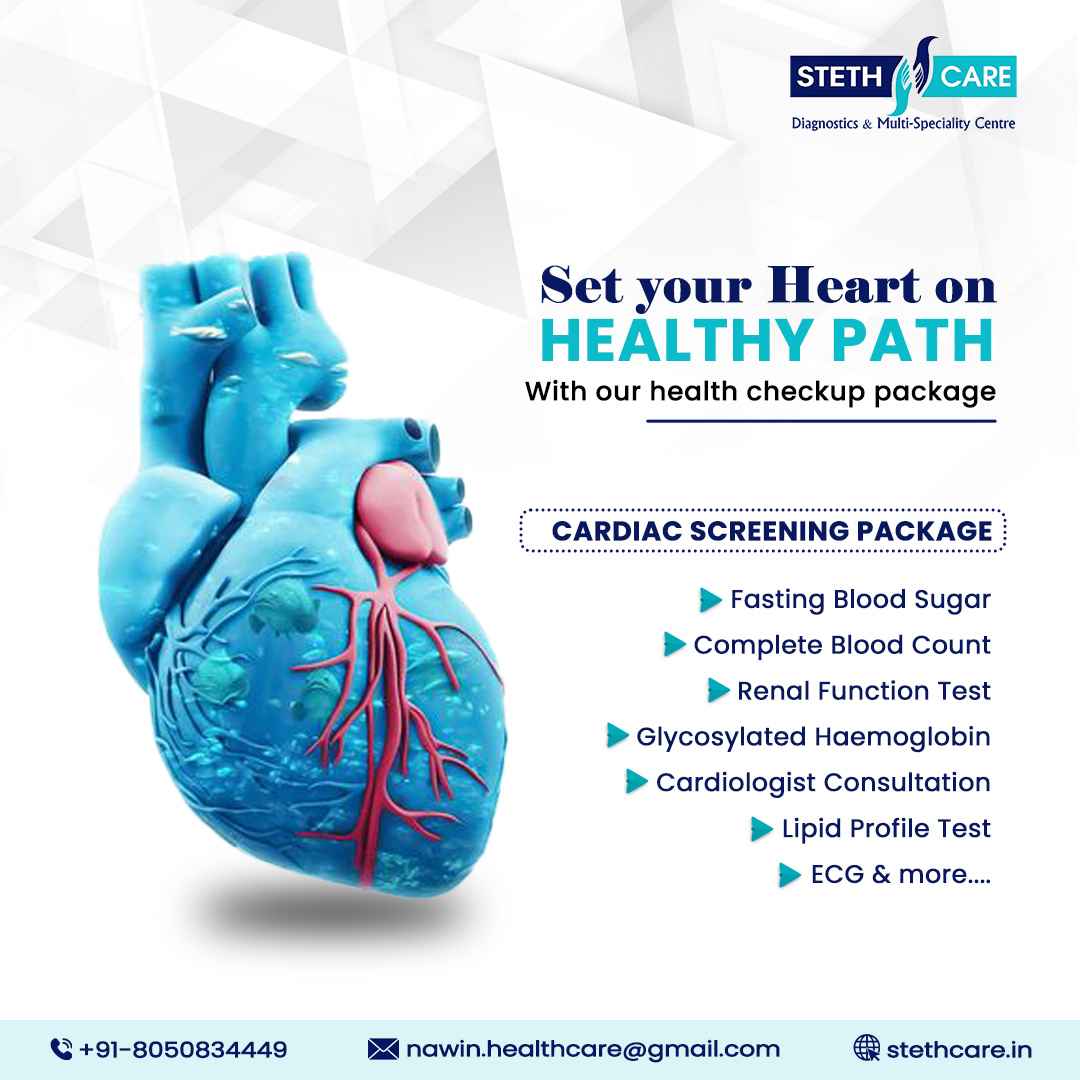 STETH CARE
Diagnostics & Multi-Speciality Centre
Set your Heart on
HEALTHY PATH
With our health checkup package
CARDIAC SCREENING PACKAGE
Fasting Blood Sugar
Complete Blood Count
Renal Function Test
Glycosylated Haemoglobin
Cardiologist Consultation
Lipid Profile Test
ECG & more....
+91-8050834449 nawin.healthcare@gmail.com stethcare.in